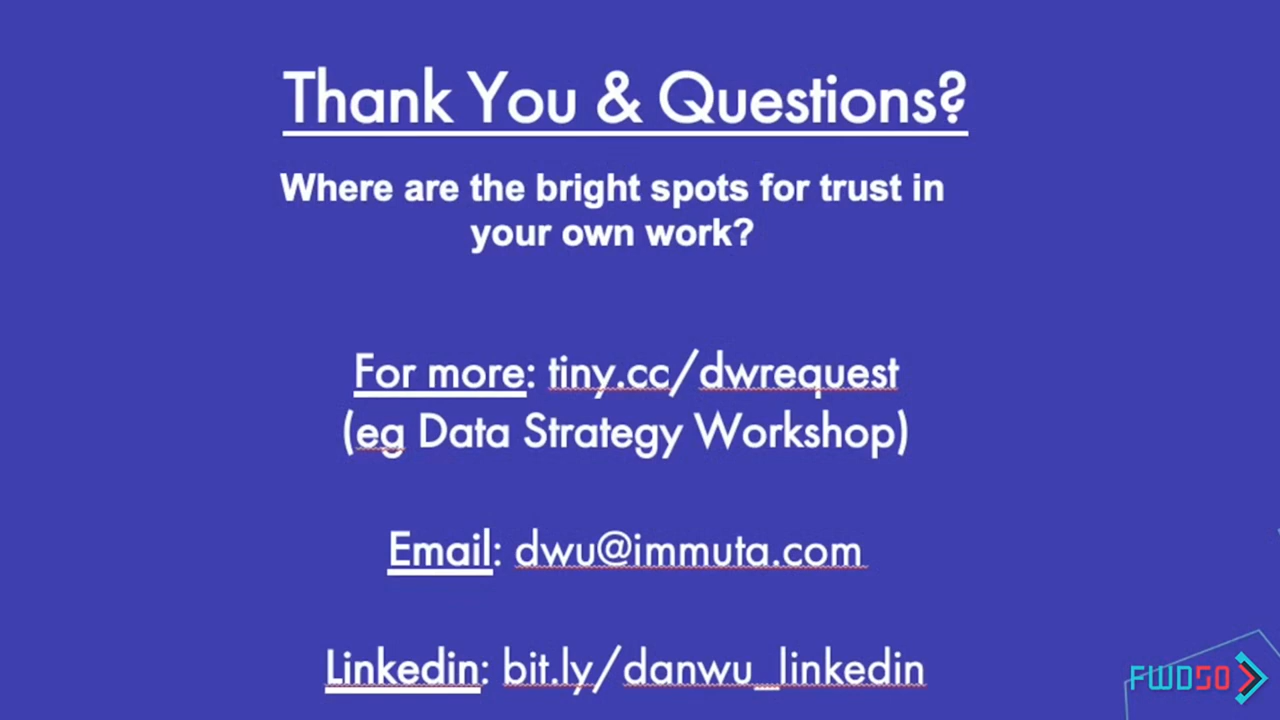 Thank You & Questions?
Where are the bright spots for trust in
your own work?
For more: tiny.cc/dwrequest
(eg Data Strategy Workshop)
Email: dwu@immuta.com
Linkedin: bit.ly/danwu_linkedin
FWD50